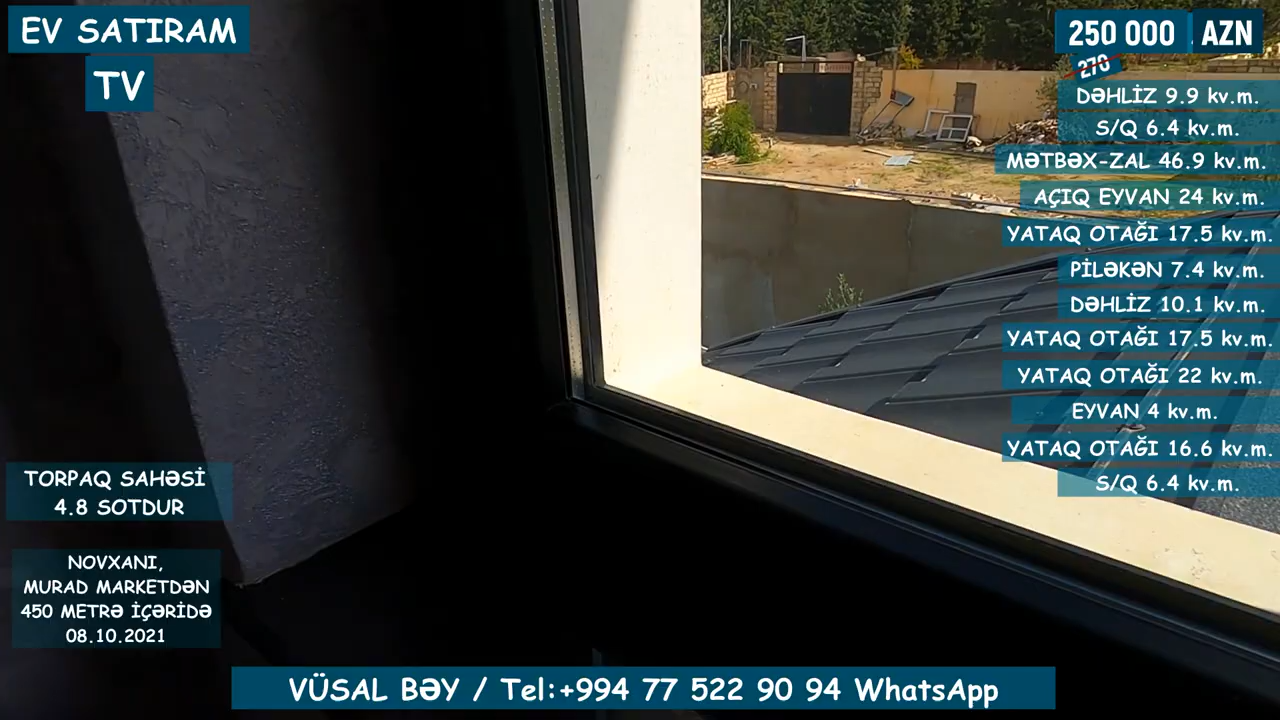 EV SATIRAM
TV
250 000 AZN
270
DƏHLİZ 9.9 kv.m.
S/Q 6.4 kv.m.
MƏTBƏX-ZAL 46.9 kv.m.
AÇIQ EYVAN 24 kv.m.
YATAQ OTAĞI 17.5 kv.m.
PİLƏKƏN 7.4 kv.m.
DƏHLİZ 10.1 kv.m.
YATAQ OTAĞI 17.5 kv.m.
YATAQ OTAĞI 22 kv.m.
EYVAN 4 kv.m.
YATAQ OTAĞI 16.6 kv.m.
S/Q 6.4 kv.m.
TORPAQ SAHƏSİ
4.8 SOTDUR
NOVXANI,
MURAD MARKETDƏN
450 METRƏ İÇƏRİDƏ
08.10.2021
VÜSAL BƏY / Tel:+994 77 522 90 94 WhatsApp